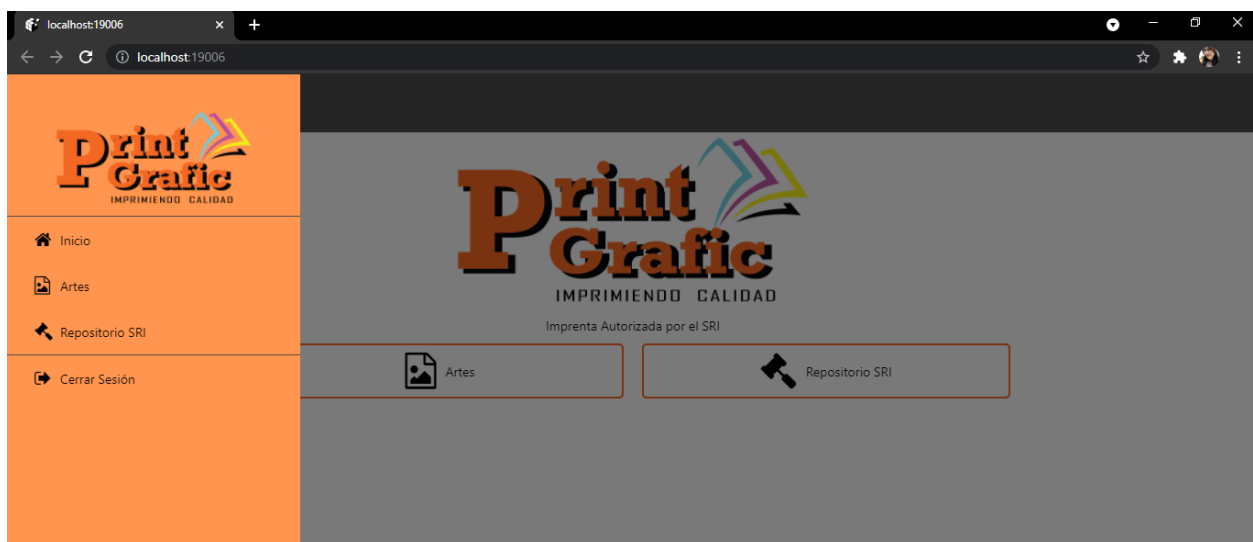 localhost:19006
localhost:19006
Print
Grafic
IMPRIMIENDO CALIDAD
Inicio
Artes
Repositorio SRI
Cerrar Sesión
Print
Grafic
IMPRIMIENDO CALIDAD
Imprenta Autorizada por el SRI
Artes
Repositorio SRI